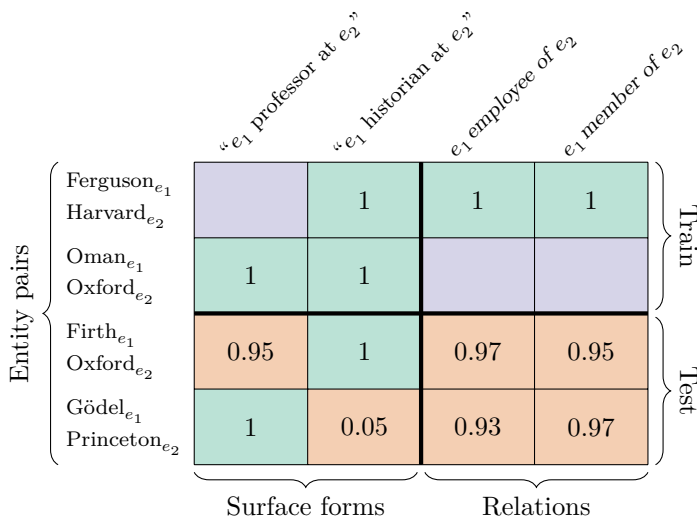 “e₁ professor at e₂”
“e₁ historian at e₂”
e₁ employee of e₂
e₁ member of e₂
Entity pairs
Ferguson e₁
Harvard e₂
1 1 1
Oman e₁
Oxford e₂
1 1
Train
Firth e₁
Oxford e₂
0.95 1 0.97 0.95
Gödel e₁
Princeton e₂
1 0.05 0.93 0.97
Test
Surface forms
Relations